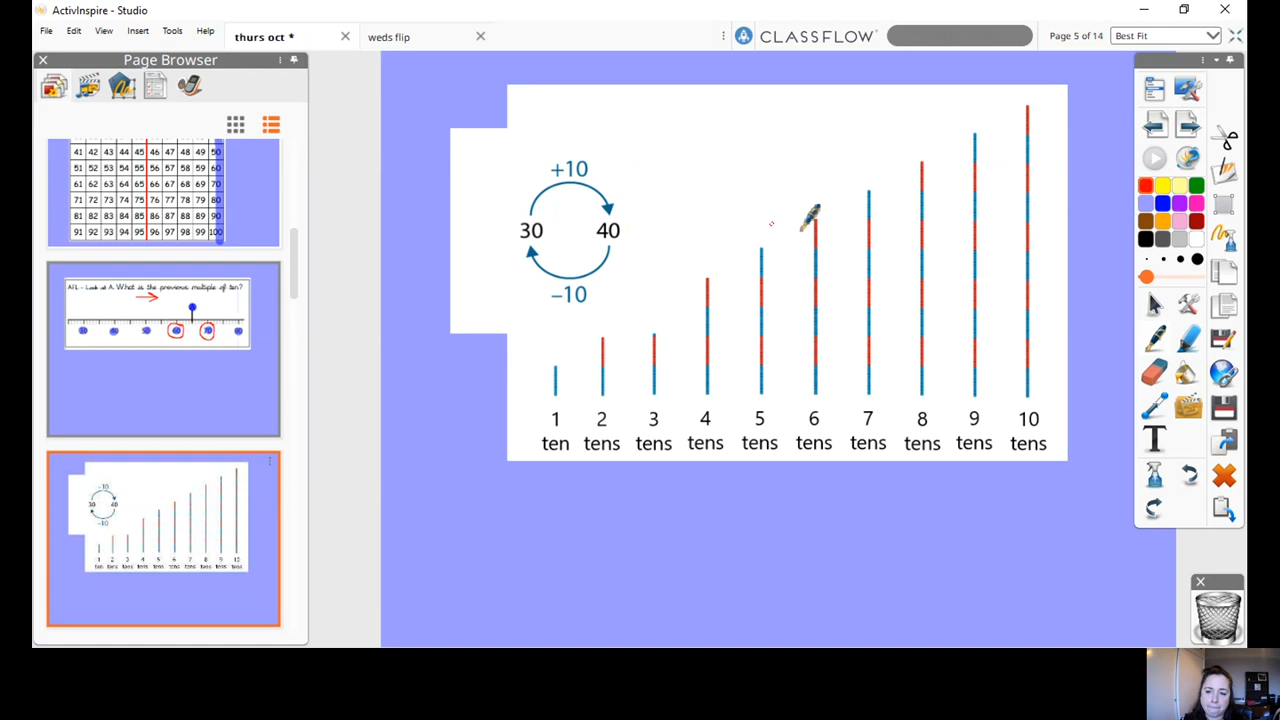 ActivInspire - Studio
File Edit View Insert Tools Help
thurs oct *
weds flip
CLASSFLOW
Page 5 of 14
Best Fit
Page Browser
41 42 43 44 45 46 47 48 49 50
51 52 53 54 55 56 57 58 59 60
61 62 63 64 65 66 67 68 69 70
71 72 73 74 75 76 77 78 79 80
81 82 83 84 85 86 87 88 89 90
91 92 93 94 95 96 97 98 99 100
AFL - Look at A. What is the previous multiple of ten?
+10
30 40
−10
1 2 3 4 5 6 7 8 9 10
ten tens tens tens tens tens tens tens tens tens
T